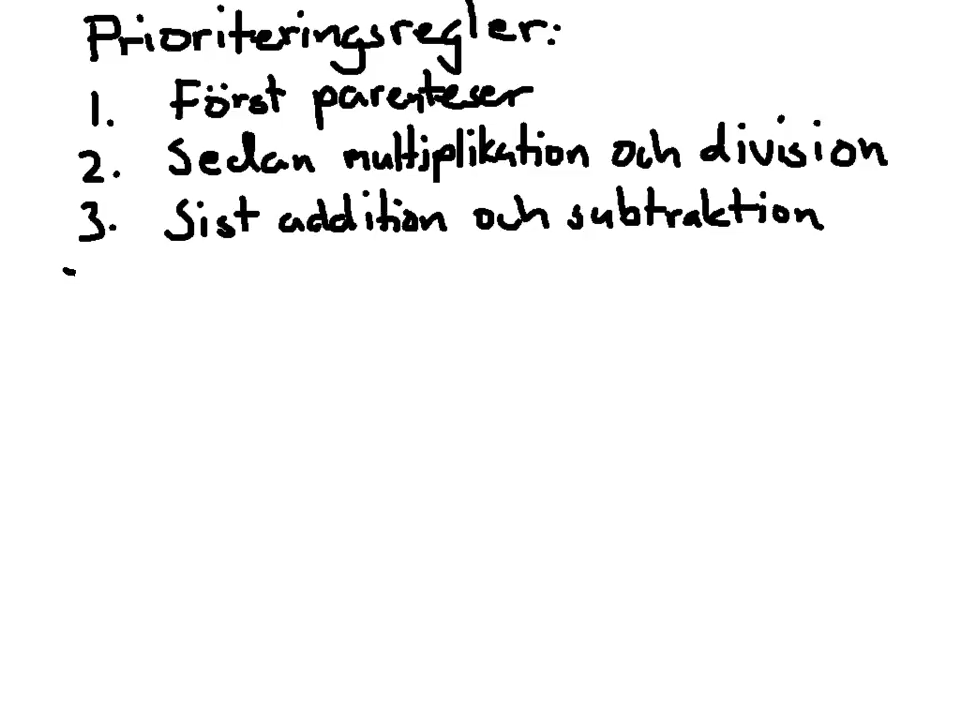 Prioriteringsregler:
1. Först parenteser
2. Sedan multiplikation och division
3. Sist addition och subtraktion